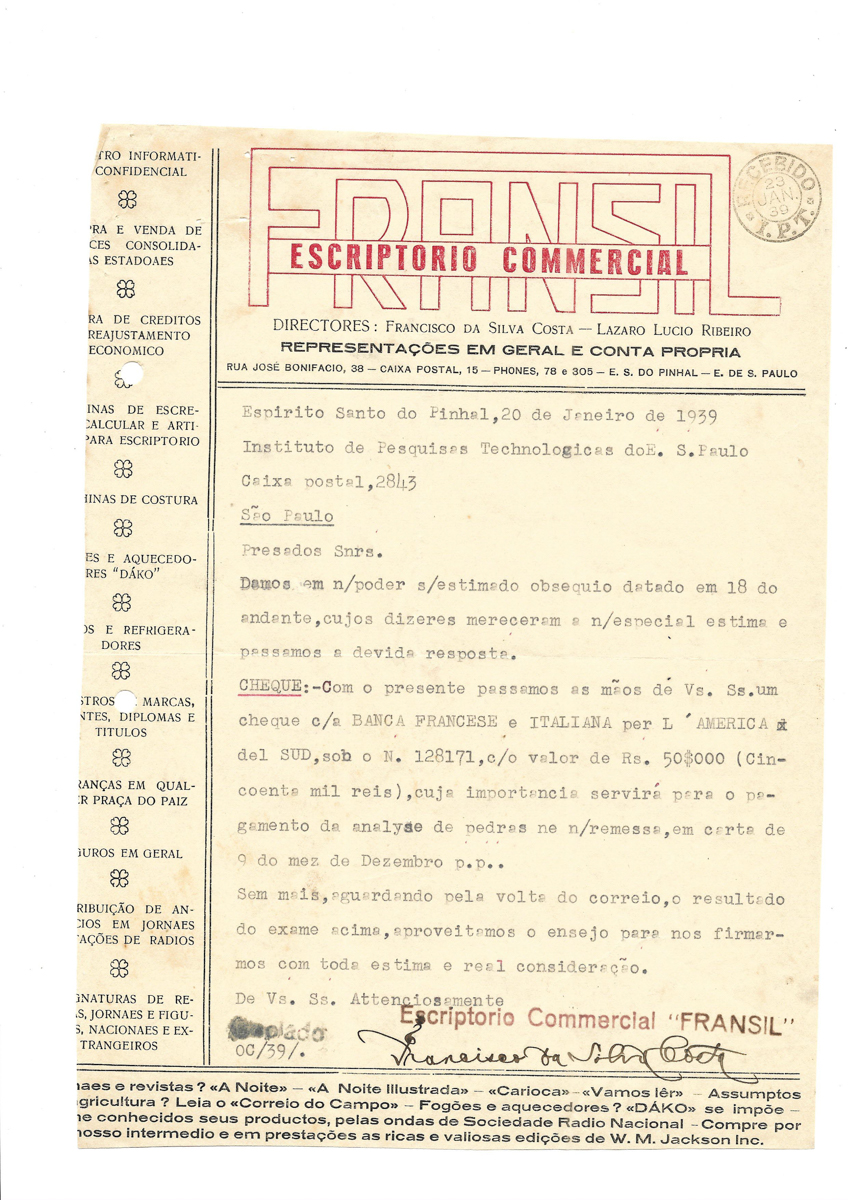 TRO INFORMATI-
CONFIDENCIAL
PRA E VENDA DE
ICES CONSOLIDA-
AS ESTADOAES
RA DE CREDITOS
REAJUSTAMENTO
ECONOMICO
INAS DE ESCRE-
CALCULAR E ARTI-
PARA ESCRIPTORIO
HINAS DE COSTURA
ES E AQUECEDO-
RES "DÁKO"
OS E REFRIGERA-
DORES
STROS MARCAS,
NTES, DIPLOMAS E
TITULOS
RANÇAS EM QUAL-
ER PRAÇA DO PAIZ
GUROS EM GERAL
RIBUIÇÃO DE AN-
CIOS EM JORNAES
TAÇÕES DE RADIOS
GNATURAS DE RE-
S, JORNAES E FIGU-
S, NACIONAES E EX-
TRANGEIROS
FRANSIL
ESCRIPTORIO COMMERCIAL
RECEBIDO
23
JAN.
39
I.P.T.
DIRECTORES: FRANCISCO DA SILVA COSTA — LAZARO LUCIO RIBEIRO
REPRESENTAÇÕES EM GERAL E CONTA PROPRIA
RUA JOSÉ BONIFACIO, 38 — CAIXA POSTAL, 15 — PHONES, 78 e 305 — E. S. DO PINHAL — E. DE S. PAULO
Espirito Santo do Pinhal,20 de Janeiro de 1939
Instituto de Pesquisas Technologicas doE. S.Paulo
Caixa postal,2843
São Paulo
Presados Snrs.
Damos em n/poder s/estimado obsequio datado em 18 do
andante,cujos dizeres mereceram a n/especial estima e
passamos a devida resposta.
CHEQUE:-Com o presente passamos as mãos de Vs. Ss.um
cheque c/a BANCA FRANCESE e ITALIANA per L ´AMERICA
del SUD,sob o N. 128171,c/o valor de Rs. 50$000 (Cin-
coenta mil reis),cuja importancia servirá para o pa-
gamento da analyse de pedras ne n/remessa,em carta de
9 do mez de Dezembro p.p..
Sem mais,aguardando pela volta do correio,o resultado
do exame acima,aproveitamos o ensejo para nos firmar-
mos com toda estima e real consideração.
De Vs. Ss. Attenciosamente
Escriptorio Commercial "FRANSIL"
Copiado
OC/39/.
Francisco da Silva Costa
naes e revistas? «A Noite» — «A Noite Illustrada» — «Carioca» — «Vamos lêr» — Assumptos
gricultura? Leia o «Correio do Campo» — Fogões e aquecedores? «DÁKO» se impõe —
ne conhecidos seus productos, pelas ondas de Sociedade Radio Nacional — Compre por
nosso intermedio e em prestações as ricas e valiosas edições de W. M. Jackson Inc.